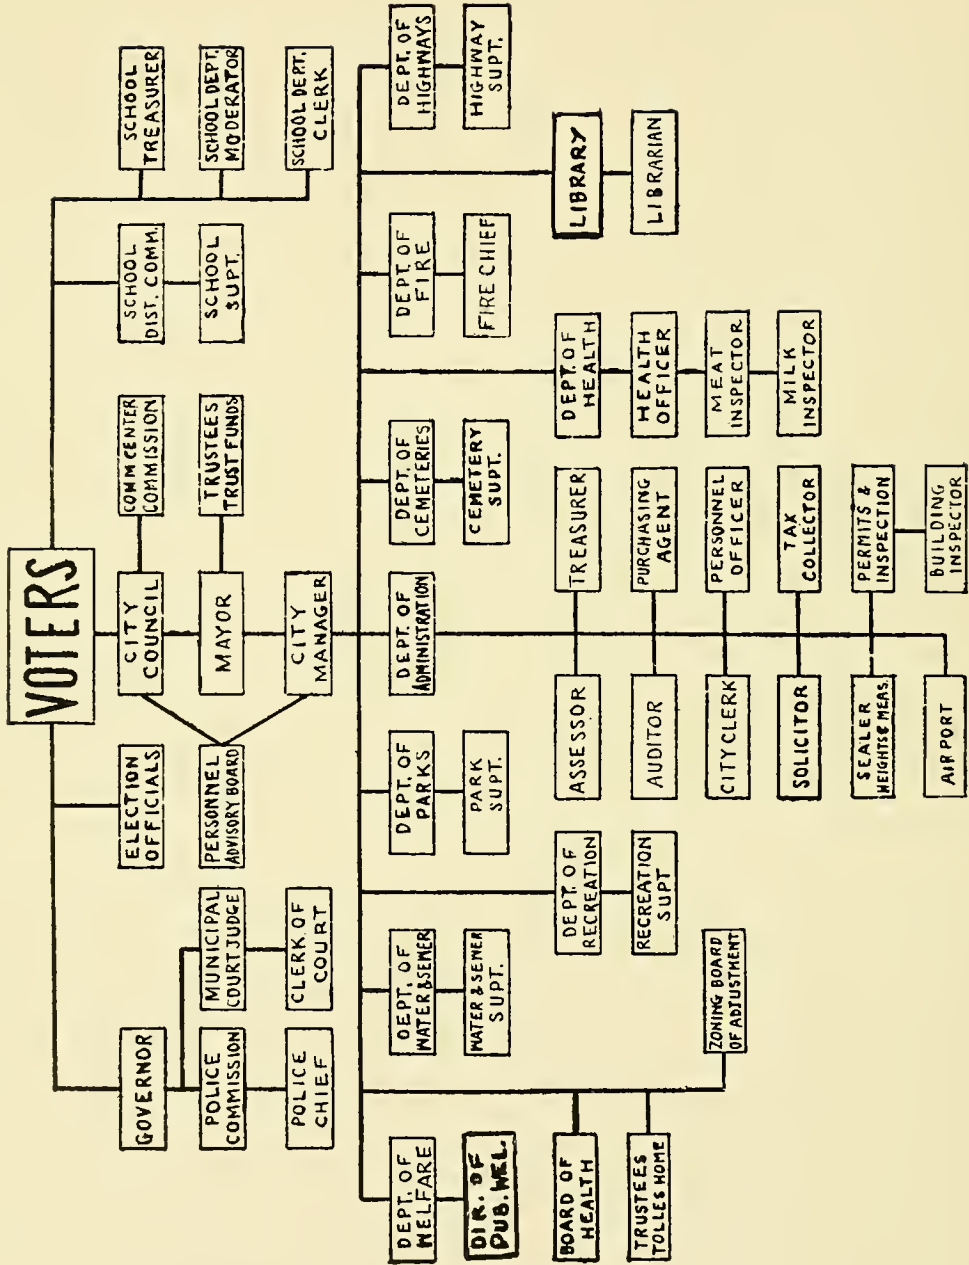 VOTERS
GOVERNOR
ELECTION
OFFICIALS
CITY
COUNCIL
COMM CENTER
COMMISSION
SCHOOL
DIST. COMM.
SCHOOL
TREASURER
POLICE
COMMISSION
MUNICIPAL
COURT JUDGE
PERSONNEL
ADVISORY BOARD
MAYOR
TRUSTEES
TRUST FUNDS
SCHOOL
SUPT.
SCHOOL DEPT.
MODERATOR
POLICE
CHIEF
CLERK OF
COURT
CITY
MANAGER
SCHOOL DEPT.
CLERK
DEPT. OF
WELFARE
DEPT. OF
WATER & SEWER
DEPT. OF
PARKS
DEPT. OF
ADMINISTRATION
DEPT. OF
CEMETERIES
DEPT. OF
FIRE
DEPT. OF
HIGHWAYS
DIR. OF
PUB. WEL.
WATER & SEWER
SUPT.
PARK
SUPT.
CEMETERY
SUPT.
FIRE CHIEF
HIGHWAY
SUPT.
BOARD OF
HEALTH
DEPT OF
RECREATION
ASSESSOR
TREASURER
DEPT. OF
HEALTH
LIBRARY
TRUSTEES
TOLLES HOME
RECREATION
SUPT
AUDITOR
PURCHASING
AGENT
HEALTH
OFFICER
LIBRARIAN
ZONING BOARD
OF ADJUSTMENT
CITY CLERK
PERSONNEL
OFFICER
MEAT
INSPECTOR
SOLICITOR
TAX
COLLECTOR
MILK
INSPECTOR
SEALER
WEIGHTS & MEAS.
PERMITS &
INSPECTION
AIRPORT
BUILDING
INSPECTOR